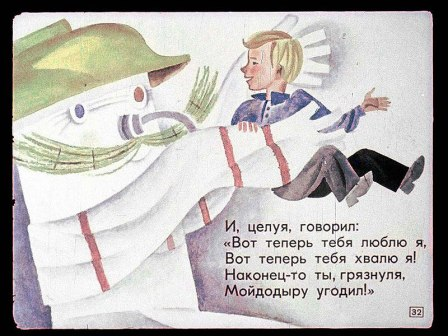 И, целуя, говорил:
«Вот теперь тебя люблю я,
Вот теперь тебя хвалю я!
Наконец-то ты, грязнуля,
Мойдодыру угодил!»
32